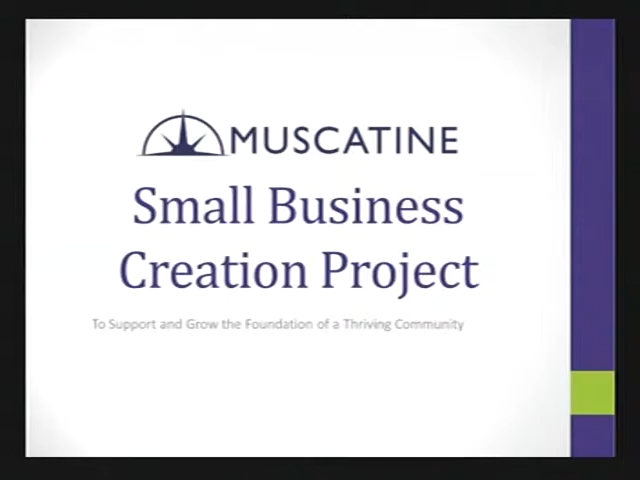 MUSCATINE
Small Business
Creation Project
To Support and Grow the Foundation of a Thriving Community